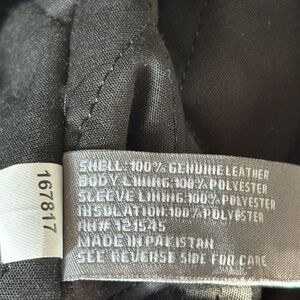 SHELL: 100% GENUINE LEATHER
BODY LINING: 100% POLYESTER
SLEEVE LINING: 100% POLYESTER
INSULATION: 100% POLYESTER
RN# 121545
MADE IN PAKISTAN
SEE REVERSE SIDE FOR CARE
167817